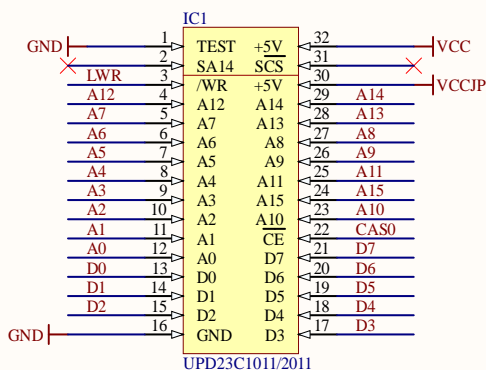 IC1
GND 1 TEST +5V 32 VCC
2 SA14 SCS 31
LWR 3 /WR +5V 30 VCCJP
A12 4 A12 A14 29 A14
A7 5 A7 A13 28 A13
A6 6 A6 A8 27 A8
A5 7 A5 A9 26 A9
A4 8 A4 A11 25 A11
A3 9 A3 A15 24 A15
A2 10 A2 A10 23 A10
A1 11 A1 CE 22 CAS0
A0 12 A0 D7 21 D7
D0 13 D0 D6 20 D6
D1 14 D1 D5 19 D5
D2 15 D2 D4 18 D4
GND 16 GND D3 17 D3
UPD23C1011/2011